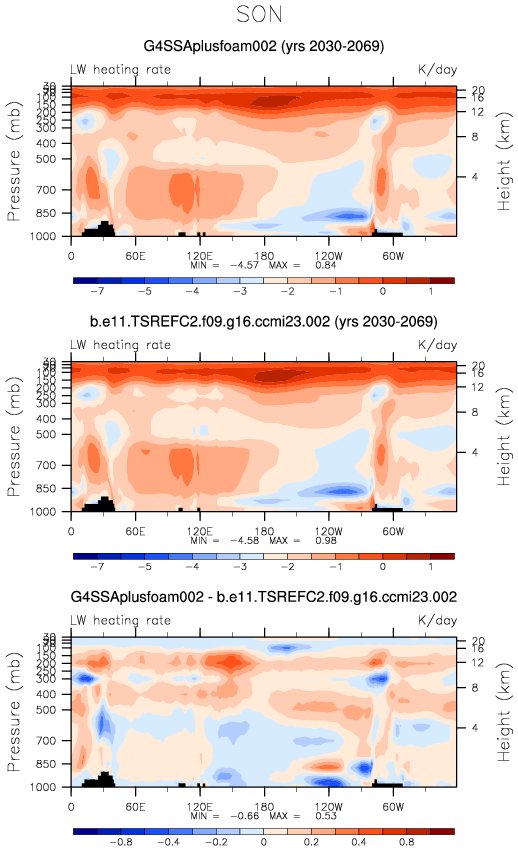 SON
G4SSAplusfoam002 (yrs 2030-2069)
LW heating rate K/day
Pressure (mb)
Height (km)
30
100
150
200
250
300
400
500
700
850
1000
20
16
12
8
4
0 60E 120E 180 120W 60W
MIN = -4.57 MAX = 0.84
-7 -5 -4 -3 -2 -1 0 1
b.e11.TSREFC2.f09.g16.ccmi23.002 (yrs 2030-2069)
LW heating rate K/day
Pressure (mb)
Height (km)
30
100
150
200
250
300
400
500
700
850
1000
20
16
12
8
4
0 60E 120E 180 120W 60W
MIN = -4.58 MAX = 0.98
-7 -5 -4 -3 -2 -1 0 1
G4SSAplusfoam002 - b.e11.TSREFC2.f09.g16.ccmi23.002
LW heating rate K/day
Pressure (mb)
Height (km)
30
100
150
200
250
300
400
500
700
850
1000
20
16
12
8
4
0 60E 120E 180 120W 60W
MIN = -0.66 MAX = 0.53
-0.8 -0.4 -0.2 0 0.2 0.4 0.8